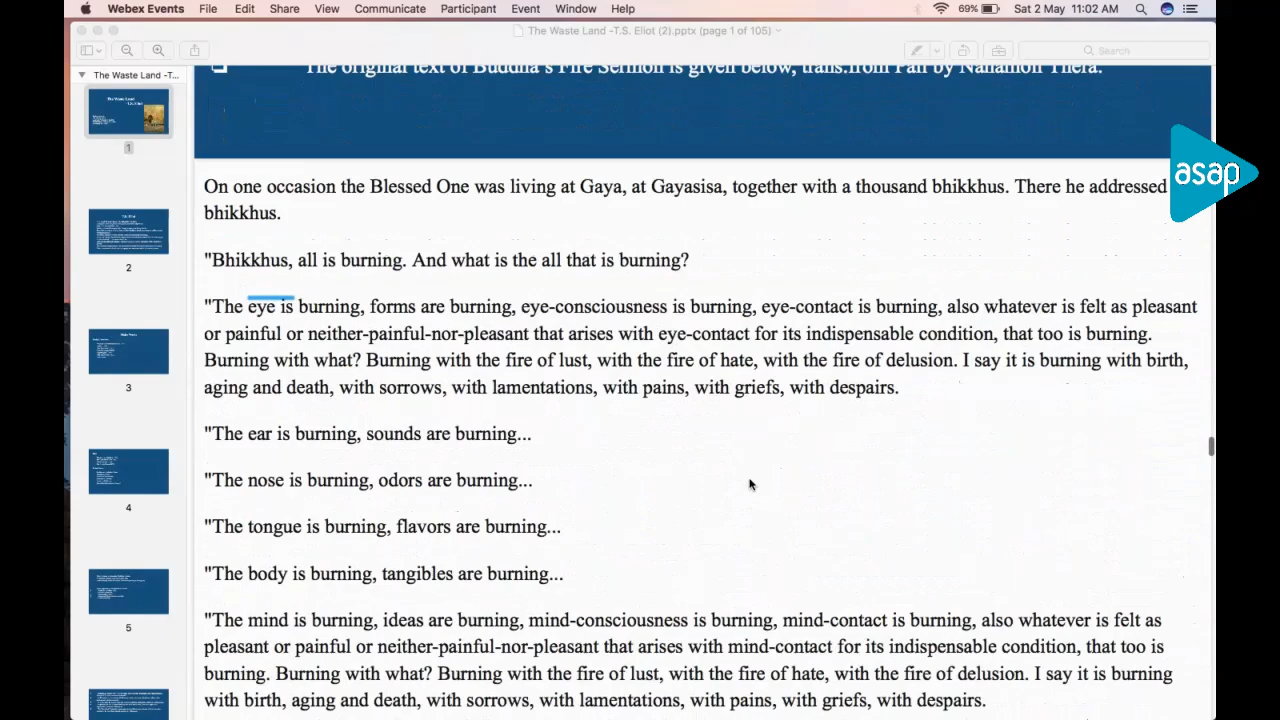 Webex Events File Edit Share View Communicate Participant Event Window Help 69% Sat 2 May 11:02 AM
The Waste Land -T.S. Eliot (2).pptx (page 1 of 105)
Search
The Waste Land -T...
The original text of Buddha's Fire Sermon is given below, trans.from Pali by Nanamoli Thera.
asap
On one occasion the Blessed One was living at Gaya, at Gayasisa, together with a thousand bhikkhus. There he addressed
bhikkhus.
"Bhikkhus, all is burning. And what is the all that is burning?
"The eye is burning, forms are burning, eye-consciousness is burning, eye-contact is burning, also whatever is felt as pleasant
or painful or neither-painful-nor-pleasant that arises with eye-contact for its indispensable condition, that too is burning.
Burning with what? Burning with the fire of lust, with the fire of hate, with the fire of delusion. I say it is burning with birth,
aging and death, with sorrows, with lamentations, with pains, with griefs, with despairs.
"The ear is burning, sounds are burning...
"The nose is burning, odors are burning...
"The tongue is burning, flavors are burning...
"The body is burning, tangibles are burning...
"The mind is burning, ideas are burning, mind-consciousness is burning, mind-contact is burning, also whatever is felt as
pleasant or painful or neither-painful-nor-pleasant that arises with mind-contact for its indispensable condition, that too is
burning. Burning with what? Burning with the fire of lust, with the fire of hate, with the fire of delusion. I say it is burning
with birth, aging and death, with sorrows, with lamentations, with pains, with griefs, with despairs.
1
2
3
4
5